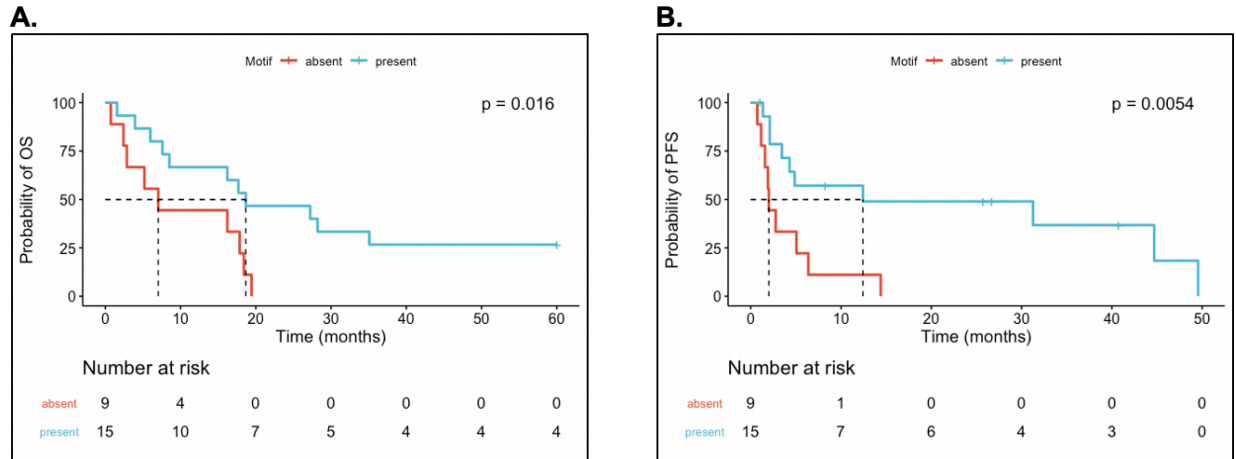 A.
Motif absent present
p = 0.016
Probability of OS
100
75
50
25
0
0 10 20 30 40 50 60
Time (months)
Number at risk
absent 9 4 0 0 0 0 0
present 15 10 7 5 4 4 4
B.
Motif absent present
p = 0.0054
Probability of PFS
100
75
50
25
0
0 10 20 30 40 50
Time (months)
Number at risk
absent 9 1 0 0 0 0
present 15 7 6 4 3 0